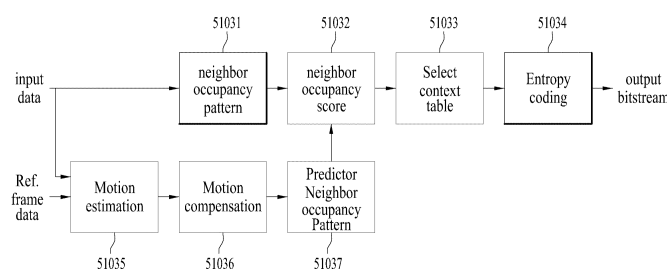 51031
51032
51033
51034
input
data
neighbor
occupancy
pattern
neighbor
occupancy
score
Select
context
table
Entropy
coding
output
bitstream
Ref.
frame
data
Motion
estimation
Motion
compensation
Predictor
Neighbor
occupancy
Pattern
51035
51036
51037